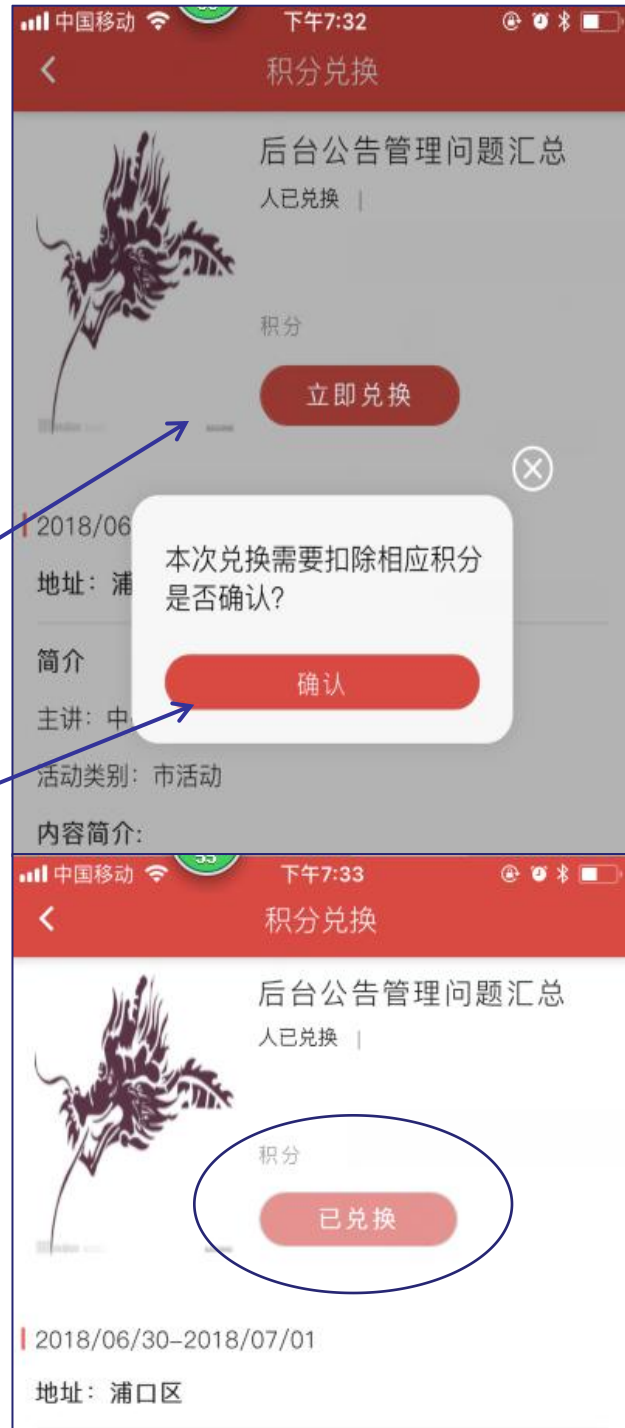 中国移动
下午7:32
积分兑换
后台公告管理问题汇总
人已兑换 |
积分
立即兑换
2018/06
本次兑换需要扣除相应积分
是否确认?
地址: 浦
简介
确认
主讲: 中
活动类别: 市活动
内容简介:
55
中国移动
下午7:33
积分兑换
后台公告管理问题汇总
人已兑换 |
积分
已兑换
2018/06/30-2018/07/01
地址: 浦口区